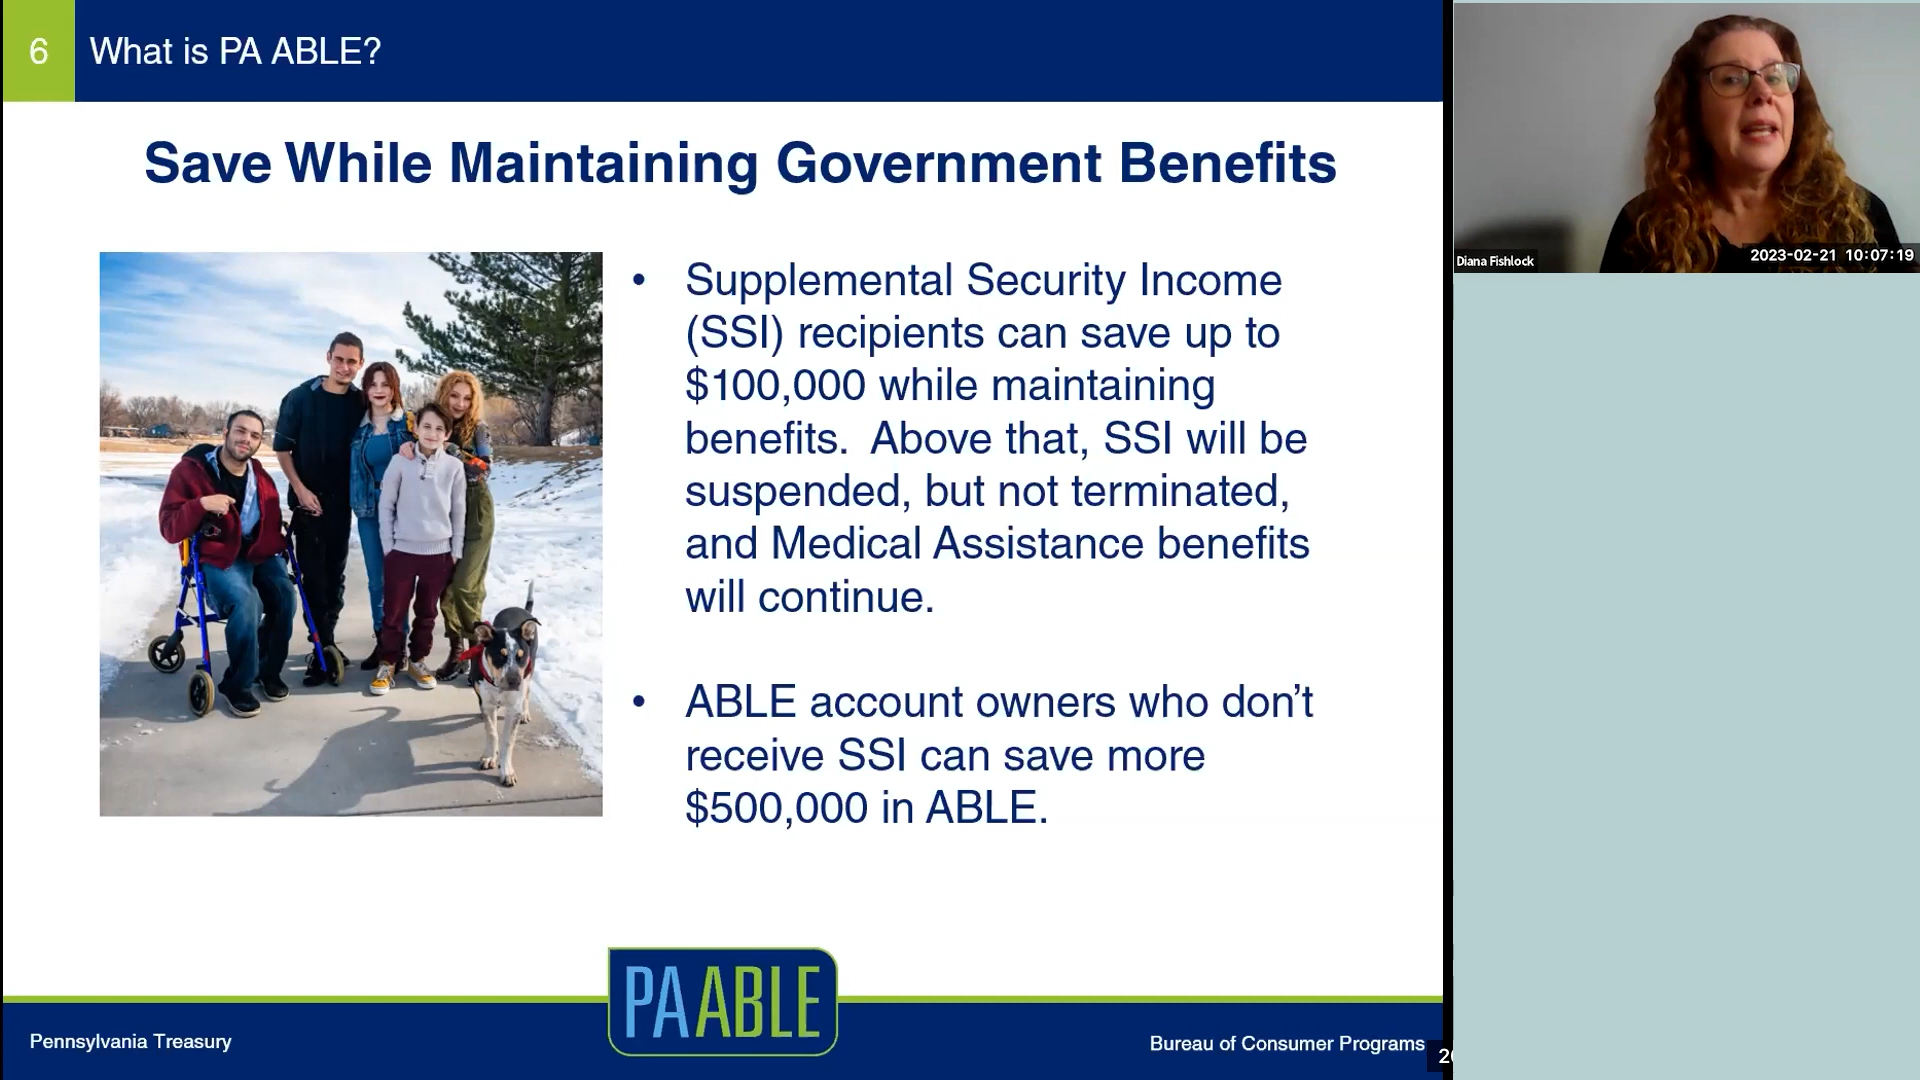 6 What is PA ABLE?
Save While Maintaining Government Benefits
• Supplemental Security Income
(SSI) recipients can save up to
$100,000 while maintaining
benefits.  Above that, SSI will be
suspended, but not terminated,
and Medical Assistance benefits
will continue.
• ABLE account owners who don’t
receive SSI can save more
$500,000 in ABLE.
PA ABLE
Pennsylvania Treasury
Bureau of Consumer Programs
Diana Fishlock
2023-02-21 10:07:19